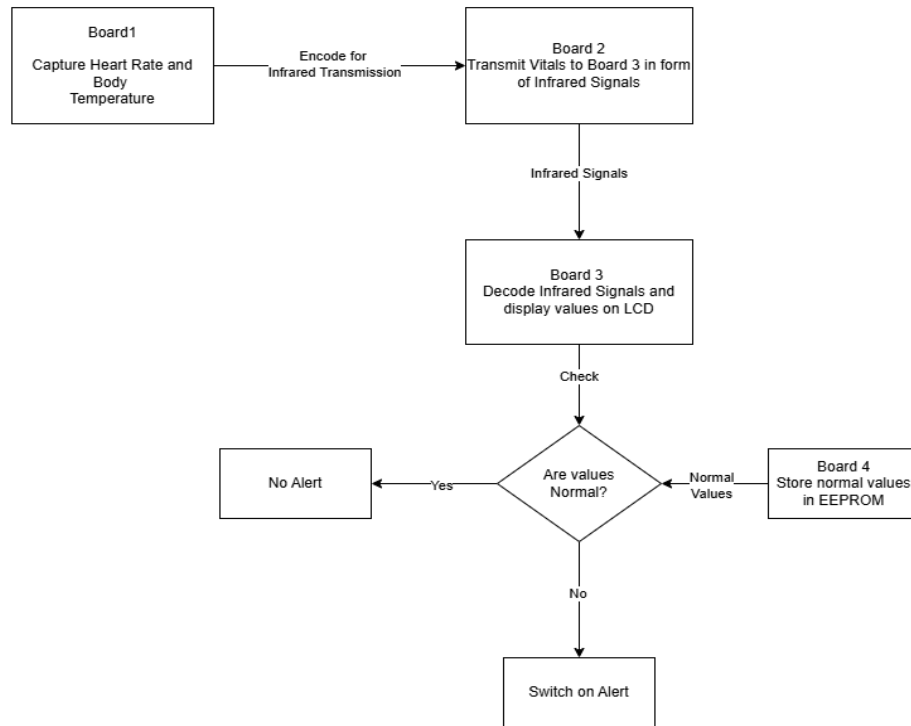 Board1
Capture Heart Rate and
Body
Temperature
Encode for
Infrared Transmission
Board 2
Transmit Vitals to Board 3 in form
of Infrared Signals
Infrared Signals
Board 3
Decode Infrared Signals and
display values on LCD
Check
Are values
Normal?
Yes
No Alert
Normal
Values
Board 4
Store normal values
in EEPROM
No
Switch on Alert